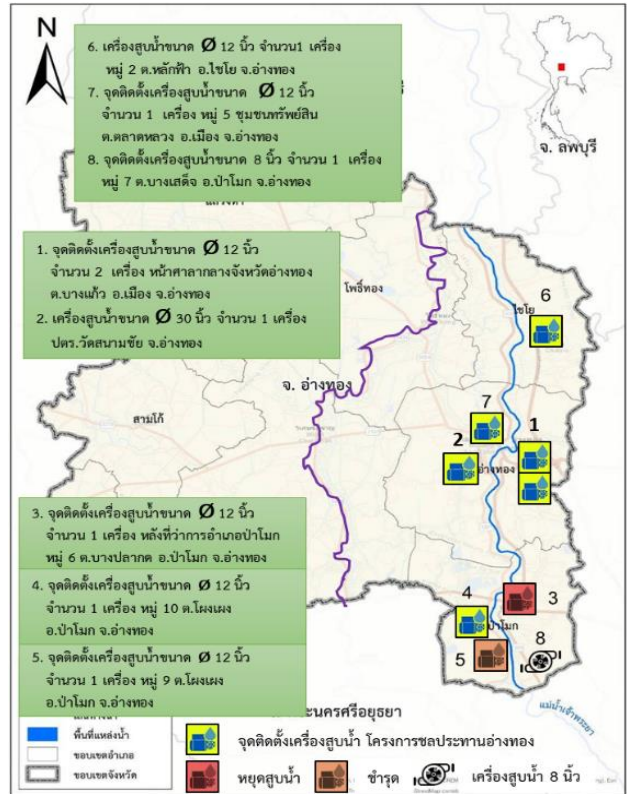 N
6. เครื่องสูบน้ำขนาด Ø 12 นิ้ว จำนวน1 เครื่อง
หมู่ 2 ต.หลักฟ้า อ.ไชโย จ.อ่างทอง
7. จุดติดตั้งเครื่องสูบน้ำขนาด Ø 12 นิ้ว
จำนวน 1 เครื่อง หมู่ 5 ชุมชนทรัพย์สิน
ต.ตลาดหลวง อ.เมือง จ.อ่างทอง
8. จุดติดตั้งเครื่องสูบน้ำขนาด 8 นิ้ว จำนวน 1 เครื่อง
หมู่ 7 ต.บางเสด็จ อ.ป่าโมก จ.อ่างทอง
จ. ลพบุรี
1. จุดติดตั้งเครื่องสูบน้ำขนาด Ø 12 นิ้ว
จำนวน 2 เครื่อง หน้าศาลากลางจังหวัดอ่างทอง
ต.บางแก้ว อ.เมือง จ.อ่างทอง
2. เครื่องสูบน้ำขนาด Ø 30 นิ้ว จำนวน 1 เครื่อง
ปตร.วัดสนามชัย จ.อ่างทอง
โพธิ์ทอง
ไชโย
6
จ. อ่างทอง
สามโก้
7
1
2
อ่างทอง
3. จุดติดตั้งเครื่องสูบน้ำขนาด Ø 12 นิ้ว
จำนวน 1 เครื่อง หลังที่ว่าการอำเภอป่าโมก
หมู่ 6 ต.บางปลากด อ.ป่าโมก จ.อ่างทอง
4. จุดติดตั้งเครื่องสูบน้ำขนาด Ø 12 นิ้ว
จำนวน 1 เครื่อง หมู่ 10 ต.โผงเผง
อ.ป่าโมก จ.อ่างทอง
5. จุดติดตั้งเครื่องสูบน้ำขนาด Ø 12 นิ้ว
จำนวน 1 เครื่อง หมู่ 9 ต.โผงเผง
อ.ป่าโมก จ.อ่างทอง
3
4
ป่าโมก
5
8
แม่น้ำเจ้าพระยา
ะนครศรีอยุธยา
พื้นที่แหล่งน้ำ
ขอบเขตอำเภอ
ขอบเขตจังหวัด
จุดติดตั้งเครื่องสูบน้ำ โครงการชลประทานอ่างทอง
หยุดสูบน้ำ
ชำรุด
เครื่องสูบน้ำ 8 นิ้ว